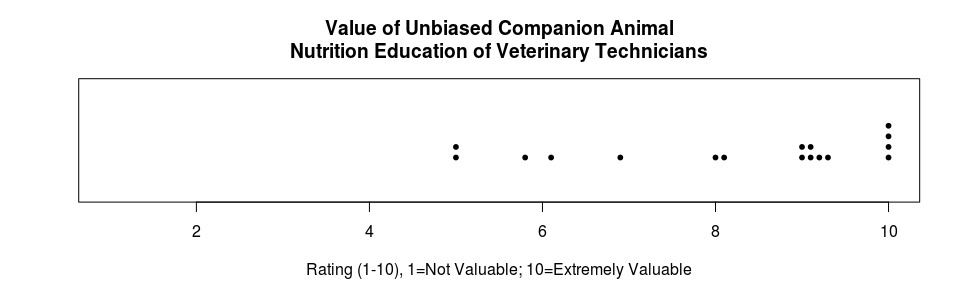 Value of Unbiased Companion Animal
Nutrition Education of Veterinary Technicians
2 4 6 8 10
Rating (1-10), 1=Not Valuable; 10=Extremely Valuable